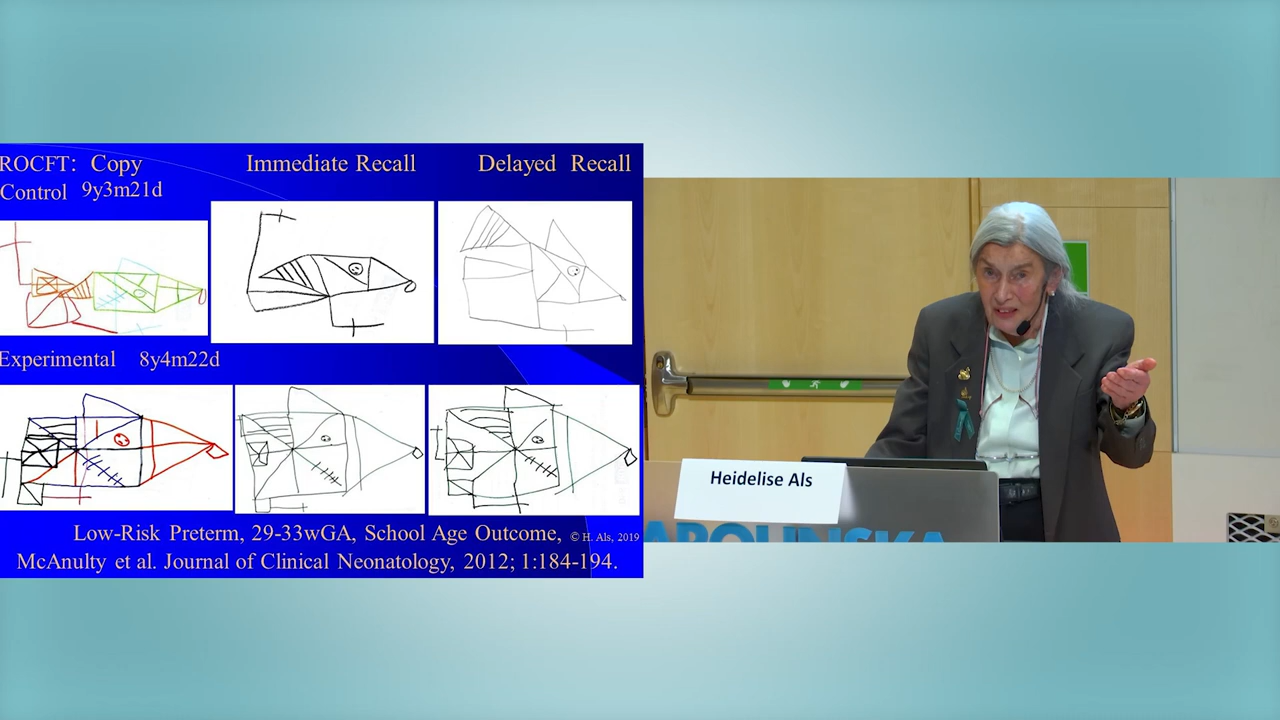 ROCFT: Copy Immediate Recall Delayed Recall
Control 9y3m21d
Experimental 8y4m22d
Low-Risk Preterm, 29-33wGA, School Age Outcome, © H. Als, 2019
McAnulty et al. Journal of Clinical Neonatology, 2012; 1:184-194.
Heidelise Als
AROLINSKA